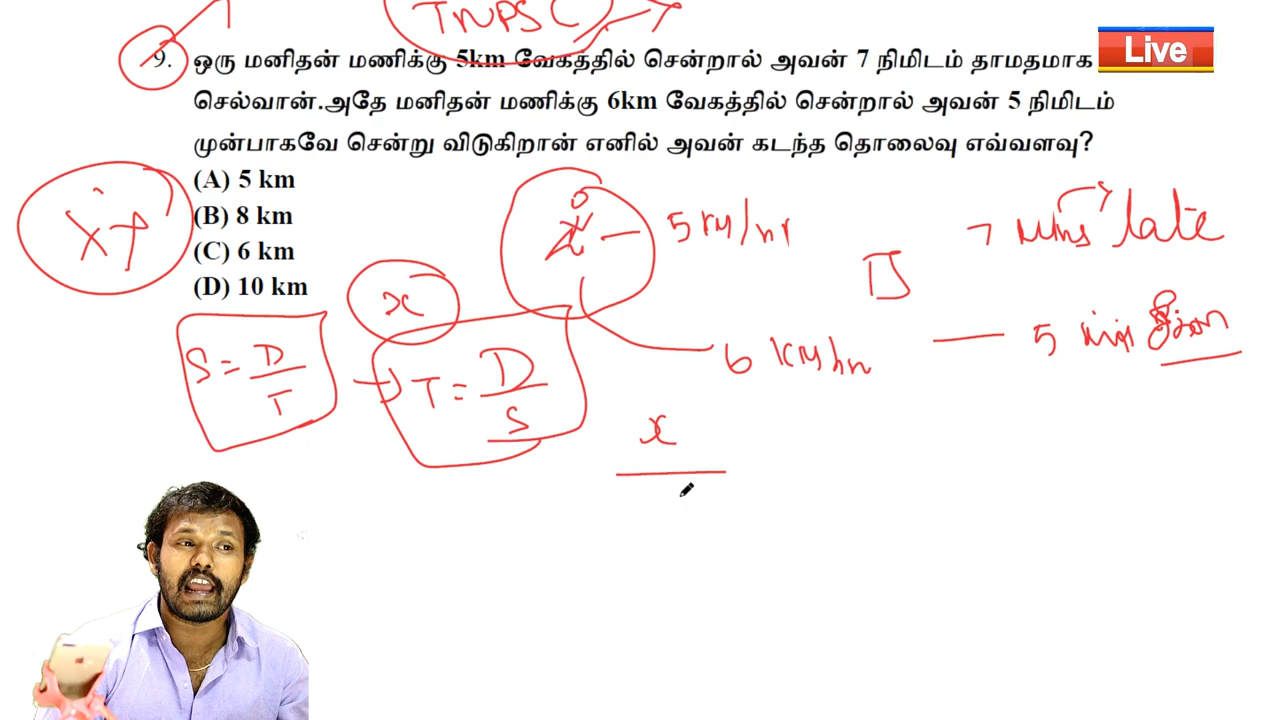 TNPSC
Live
9. ஒரு மனிதன் மணிக்கு 5km வேகத்தில் சென்றால் அவன் 7 நிமிடம் தாமதமாக
செல்வான்.அதே மனிதன் மணிக்கு 6km வேகத்தில் சென்றால் அவன் 5 நிமிடம்
முன்பாகவே சென்று விடுகிறான் எனில் அவன் கடந்த தொலைவு எவ்வளவு?
(A) 5 km
(B) 8 km
(C) 6 km
(D) 10 km
5 KM/hr
7 Mins late
x
6 KM/hr
5 min
S = D/T
T = D/S
x